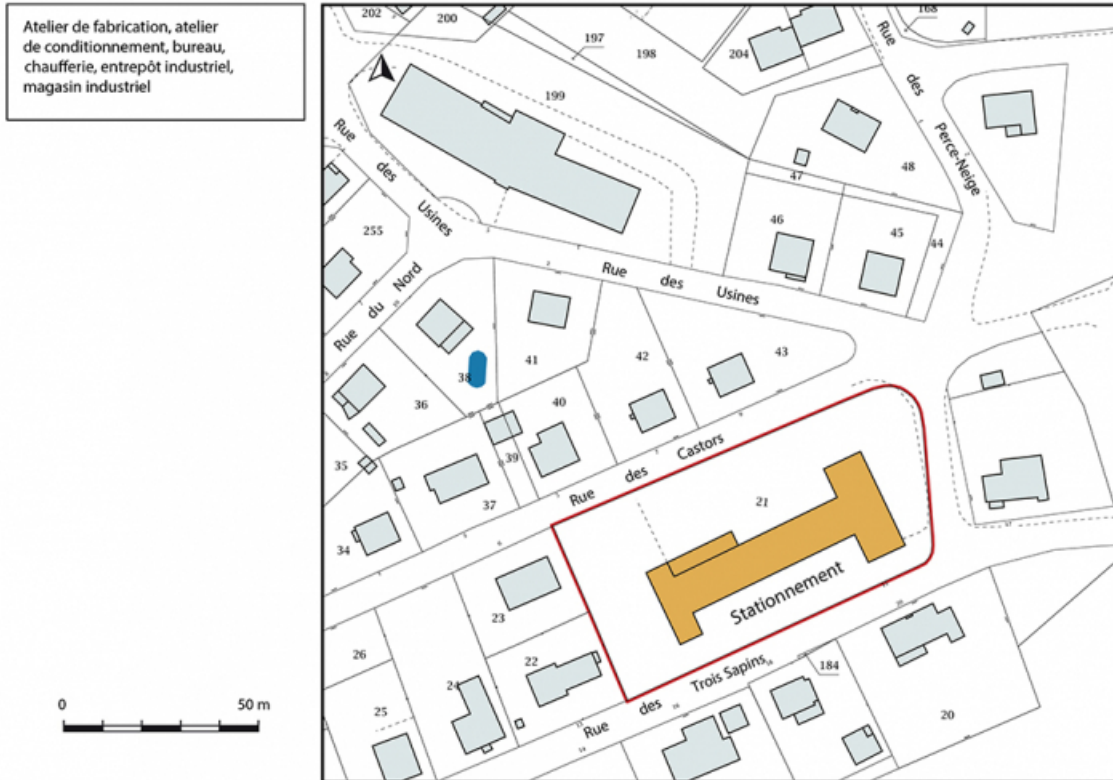 Atelier de fabrication, atelier
de conditionnement, bureau,
chaufferie, entrepôt industriel,
magasin industriel
202
200
197
198
204
168
199
Rue des Perce-Neige
48
47
46
45
44
Rue des Usines
255
Rue du Nord
Rue des Usines
38
41
42
43
36
40
39
35
37
34
Rue des Castors
21
Stationnement
23
22
26
24
25
Rue des Trois Sapins
184
20
0 50 m